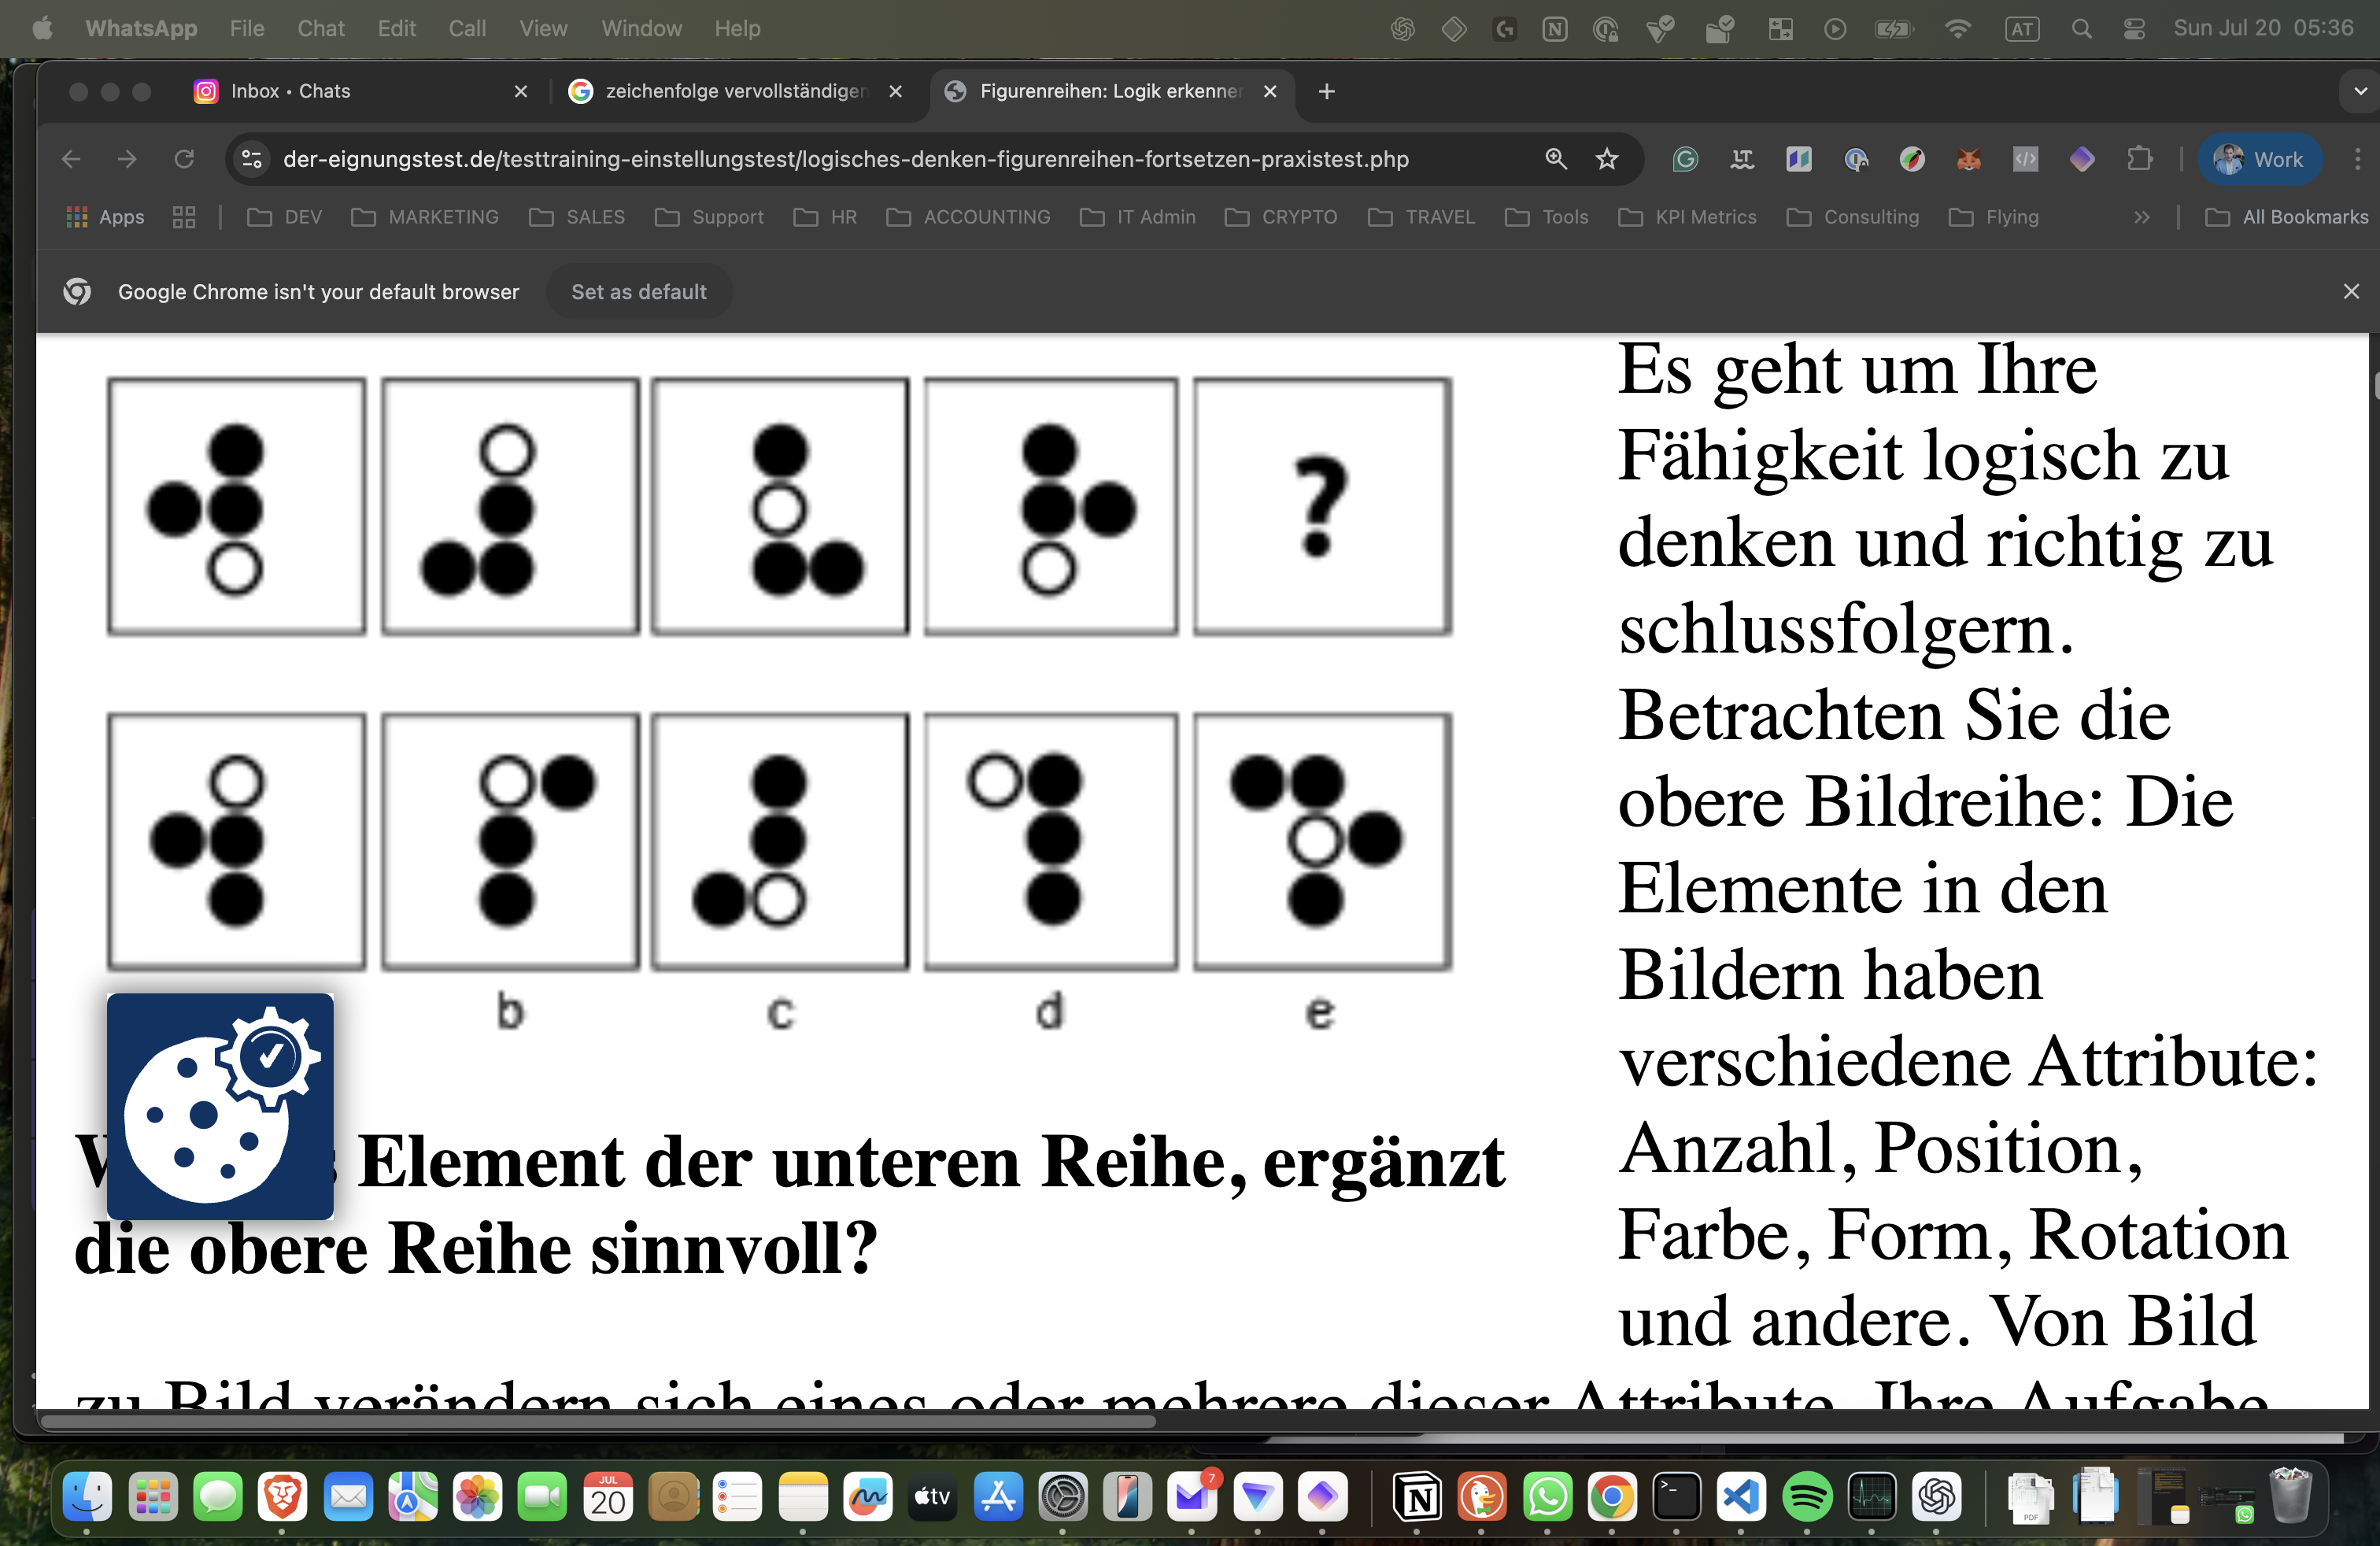 WhatsApp File Chat Edit Call View Window Help AT Sun Jul 20 05:36
Inbox • Chats
zeichenfolge vervollständigen
Figurenreihen: Logik erkennen
der-eignungstest.de/testtraining-einstellungstest/logisches-denken-figurenreihen-fortsetzen-praxistest.php
Work
Apps DEV MARKETING SALES Support HR ACCOUNTING IT Admin CRYPTO TRAVEL Tools KPI Metrics Consulting Flying » All Bookmarks
Google Chrome isn't your default browser Set as default
?
b c d e
Element der unteren Reihe, ergänzt
die obere Reihe sinnvoll?
Es geht um Ihre
Fähigkeit logisch zu
denken und richtig zu
schlussfolgern.
Betrachten Sie die
obere Bildreihe: Die
Elemente in den
Bildern haben
verschiedene Attribute:
Anzahl, Position,
Farbe, Form, Rotation
und andere. Von Bild
zu Bild verändern sich eines oder mehrere dieser Attribute. Ihre Aufgabe
JUL
20
tv
7
PDF